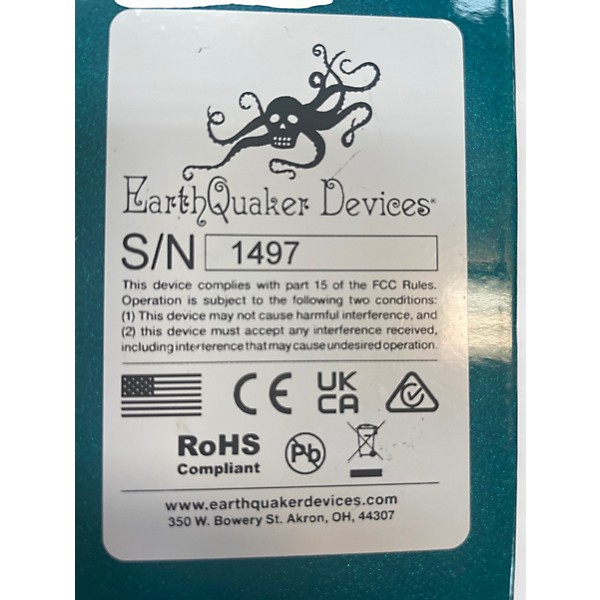 EarthQuaker Devices®
S/N 1497
This device complies with part 15 of the FCC Rules.
Operation is subject to the following two conditions:
(1) This device may not cause harmful interference, and
(2) this device must accept any interference received,
including interference that may cause undesired operation.
CE UK
CA
RoHS
Compliant
Pb
www.earthquakerdevices.com
350 W. Bowery St. Akron, OH, 44307